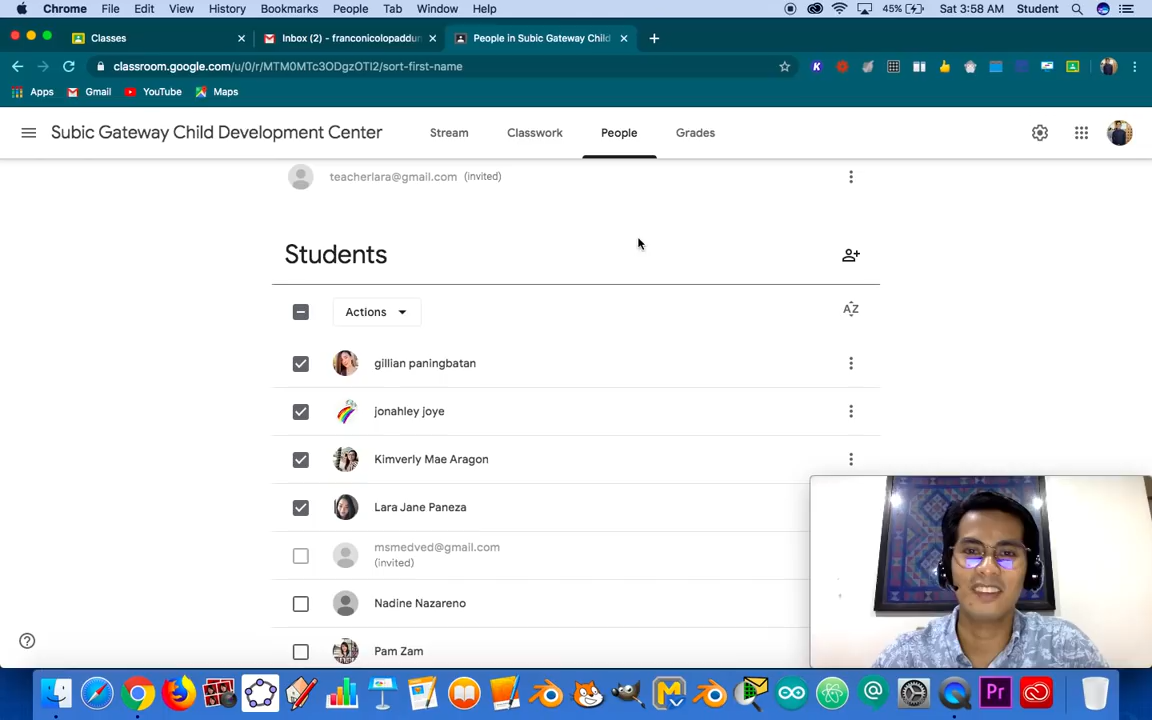 Chrome File Edit View History Bookmarks People Tab Window Help 45% Sat 3:58 AM Student
Classes Inbox (2) - franconicolopaddun People in Subic Gateway Child
classroom.google.com/u/0/r/MTM0MTc3ODgzOTI2/sort-first-name
Apps Gmail YouTube Maps
Subic Gateway Child Development Center Stream Classwork People Grades
teacherlara@gmail.com (invited)
Students
Actions AZ
gillian paningbatan
jonahley joye
Kimverly Mae Aragon
Lara Jane Paneza
msmedved@gmail.com
(invited)
Nadine Nazareno
Pam Zam